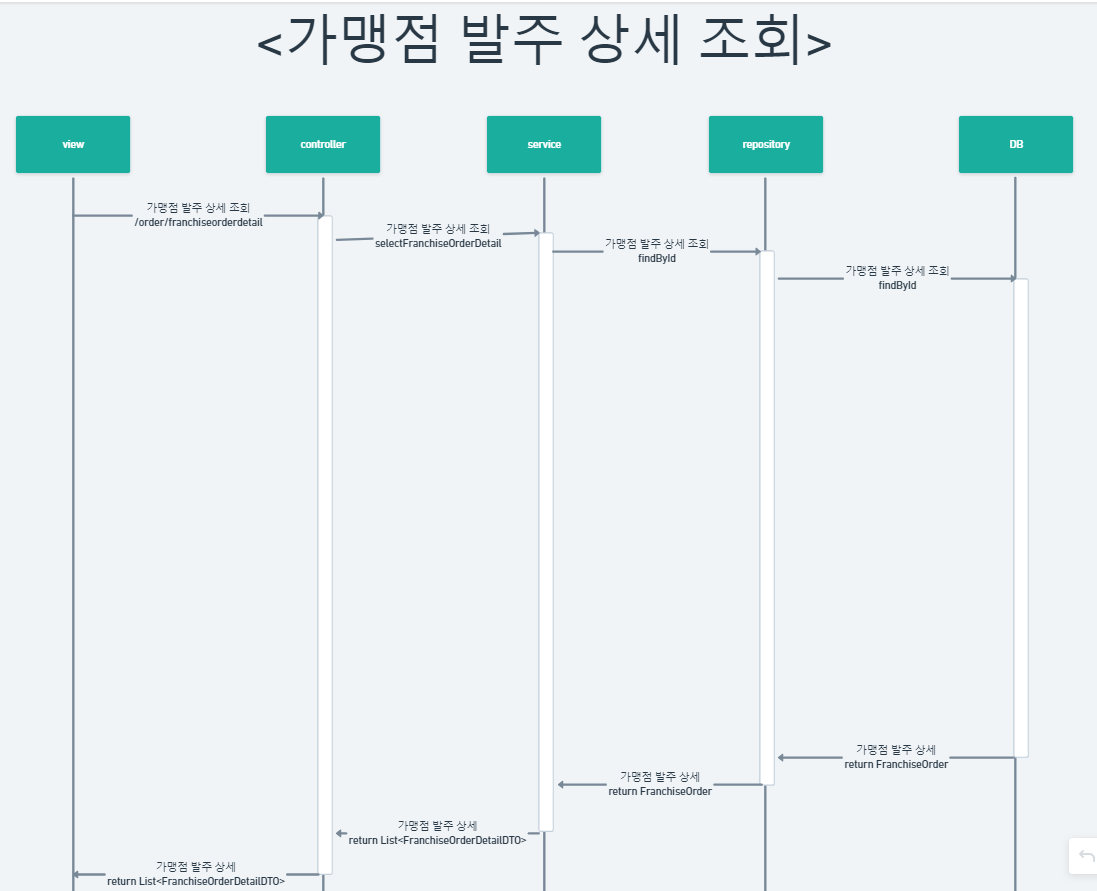 <가맹점 발주 상세 조회>
view
controller
service
repository
DB
가맹점 발주 상세 조회
/order/franchiseorderdetail
가맹점 발주 상세 조회
selectFranchiseOrderDetail
가맹점 발주 상세 조회
findById
가맹점 발주 상세 조회
findById
가맹점 발주 상세
return FranchiseOrder
가맹점 발주 상세
return FranchiseOrder
가맹점 발주 상세
return List<FranchiseOrderDetailDTO>
가맹점 발주 상세
return List<FranchiseOrderDetailDTO>